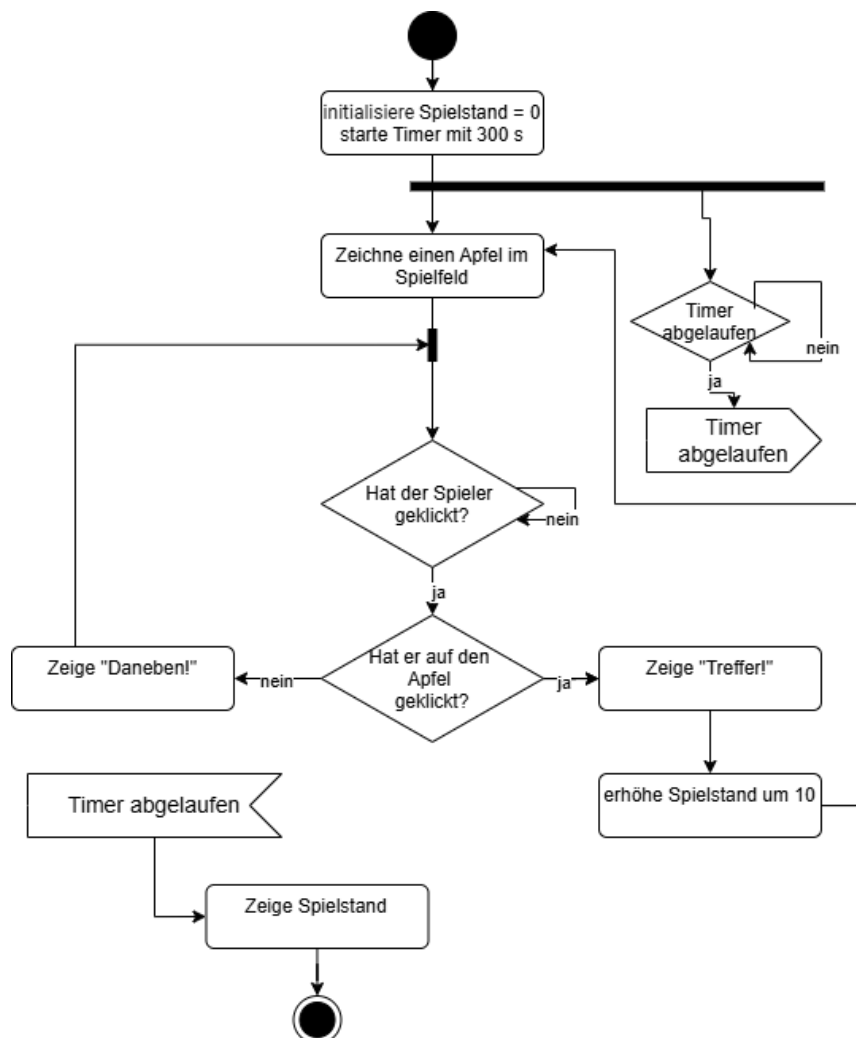 initialisiere Spielstand = 0
starte Timer mit 300 s
Zeichne einen Apfel im
Spielfeld
Timer
abgelaufen
nein
ja
Timer
abgelaufen
Hat der Spieler
geklickt?
nein
ja
Zeige "Daneben!"
nein
Hat er auf den
Apfel
geklickt?
ja
Zeige "Treffer!"
Timer abgelaufen
erhöhe Spielstand um 10
Zeige Spielstand